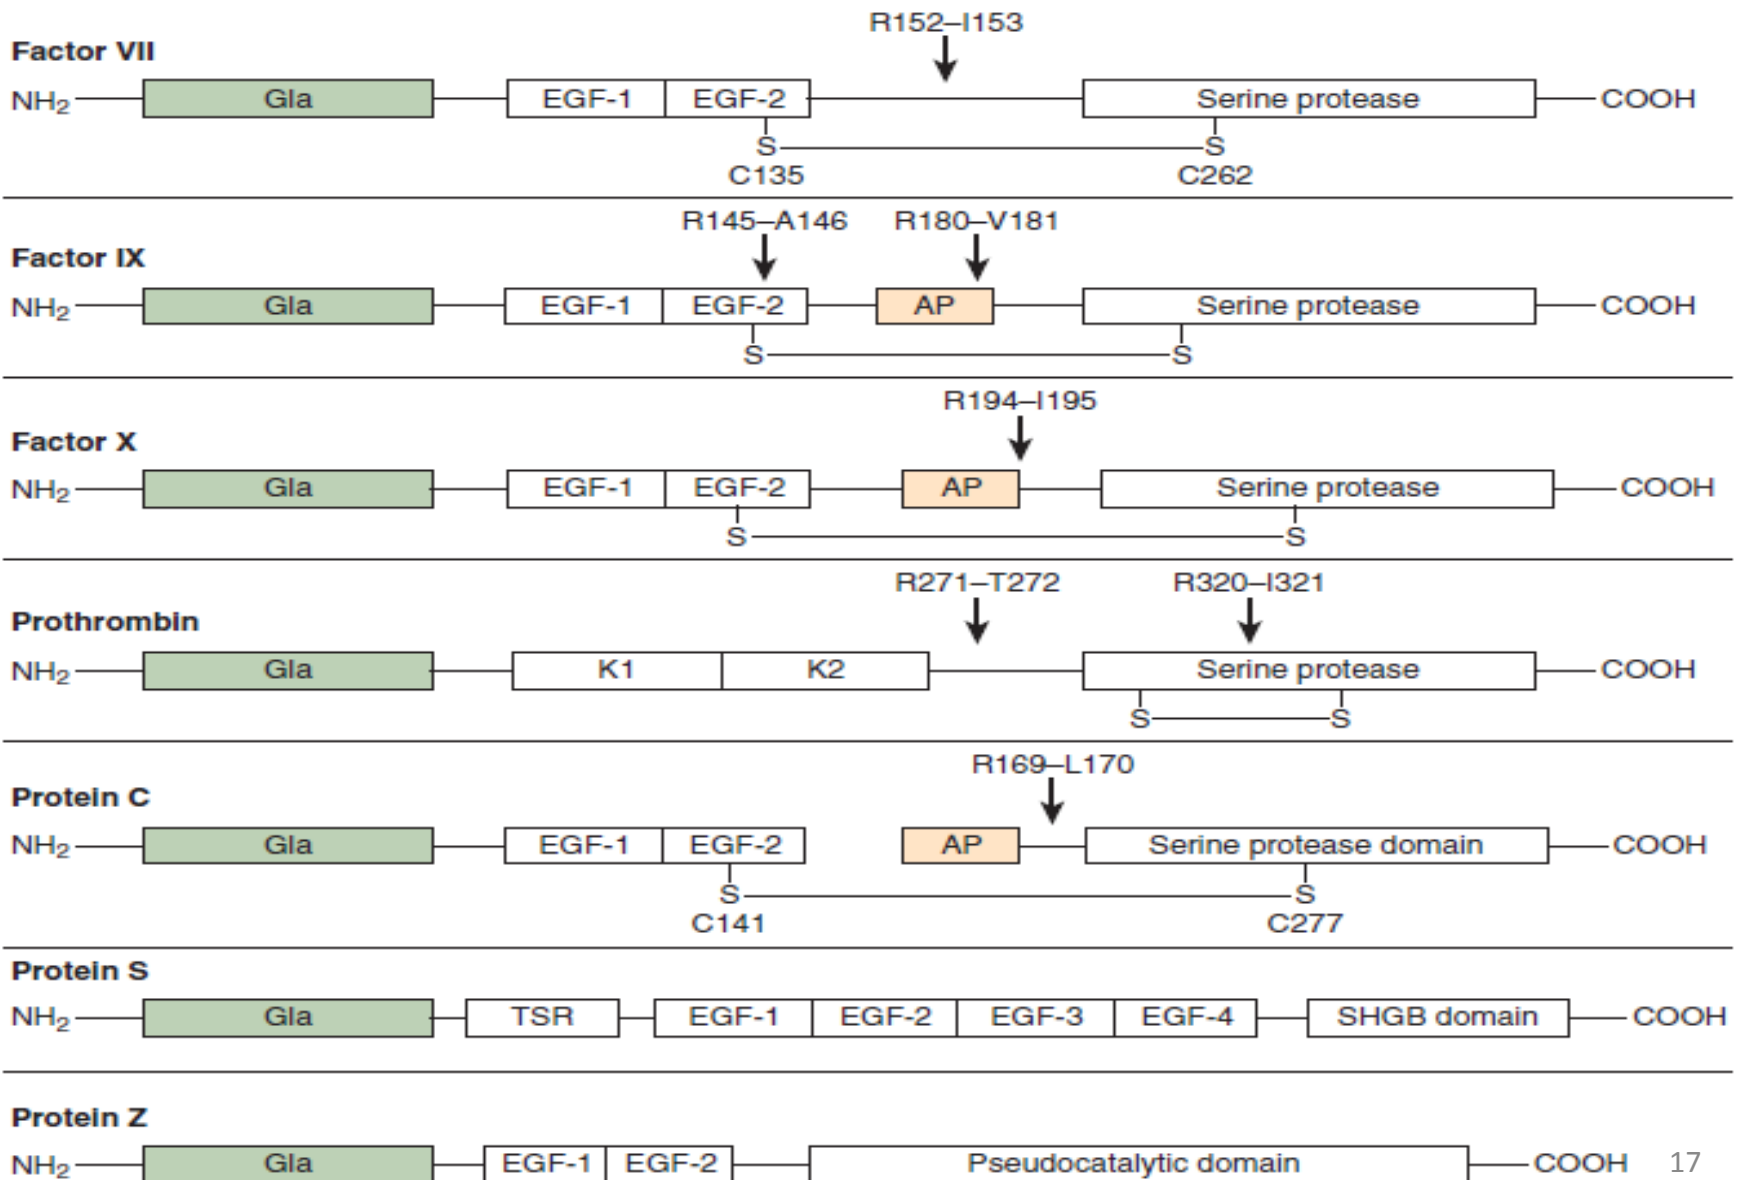 R152–I153
Factor VII
NH2 Gla EGF-1 EGF-2 Serine protease COOH
S S
C135 C262
R145–A146 R180–V181
Factor IX
NH2 Gla EGF-1 EGF-2 AP Serine protease COOH
S S
R194–I195
Factor X
NH2 Gla EGF-1 EGF-2 AP Serine protease COOH
S S
R271–T272 R320–I321
Prothrombin
NH2 Gla K1 K2 Serine protease COOH
S S
R169–L170
Protein C
NH2 Gla EGF-1 EGF-2 AP Serine protease domain COOH
S S
C141 C277
Protein S
NH2 Gla TSR EGF-1 EGF-2 EGF-3 EGF-4 SHGB domain COOH
Protein Z
NH2 Gla EGF-1 EGF-2 Pseudocatalytic domain COOH 17